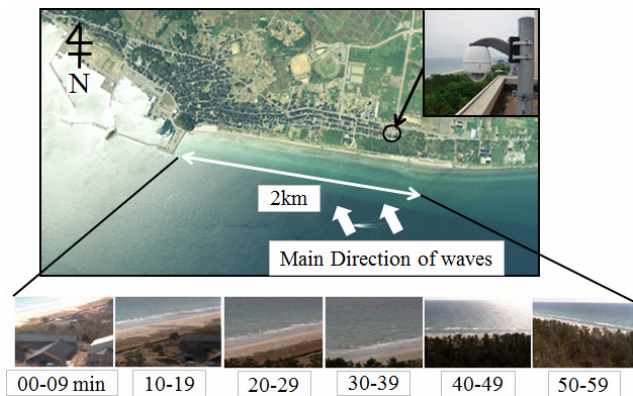 N
2km
Main Direction of waves
00-09 min
10-19
20-29
30-39
40-49
50-59